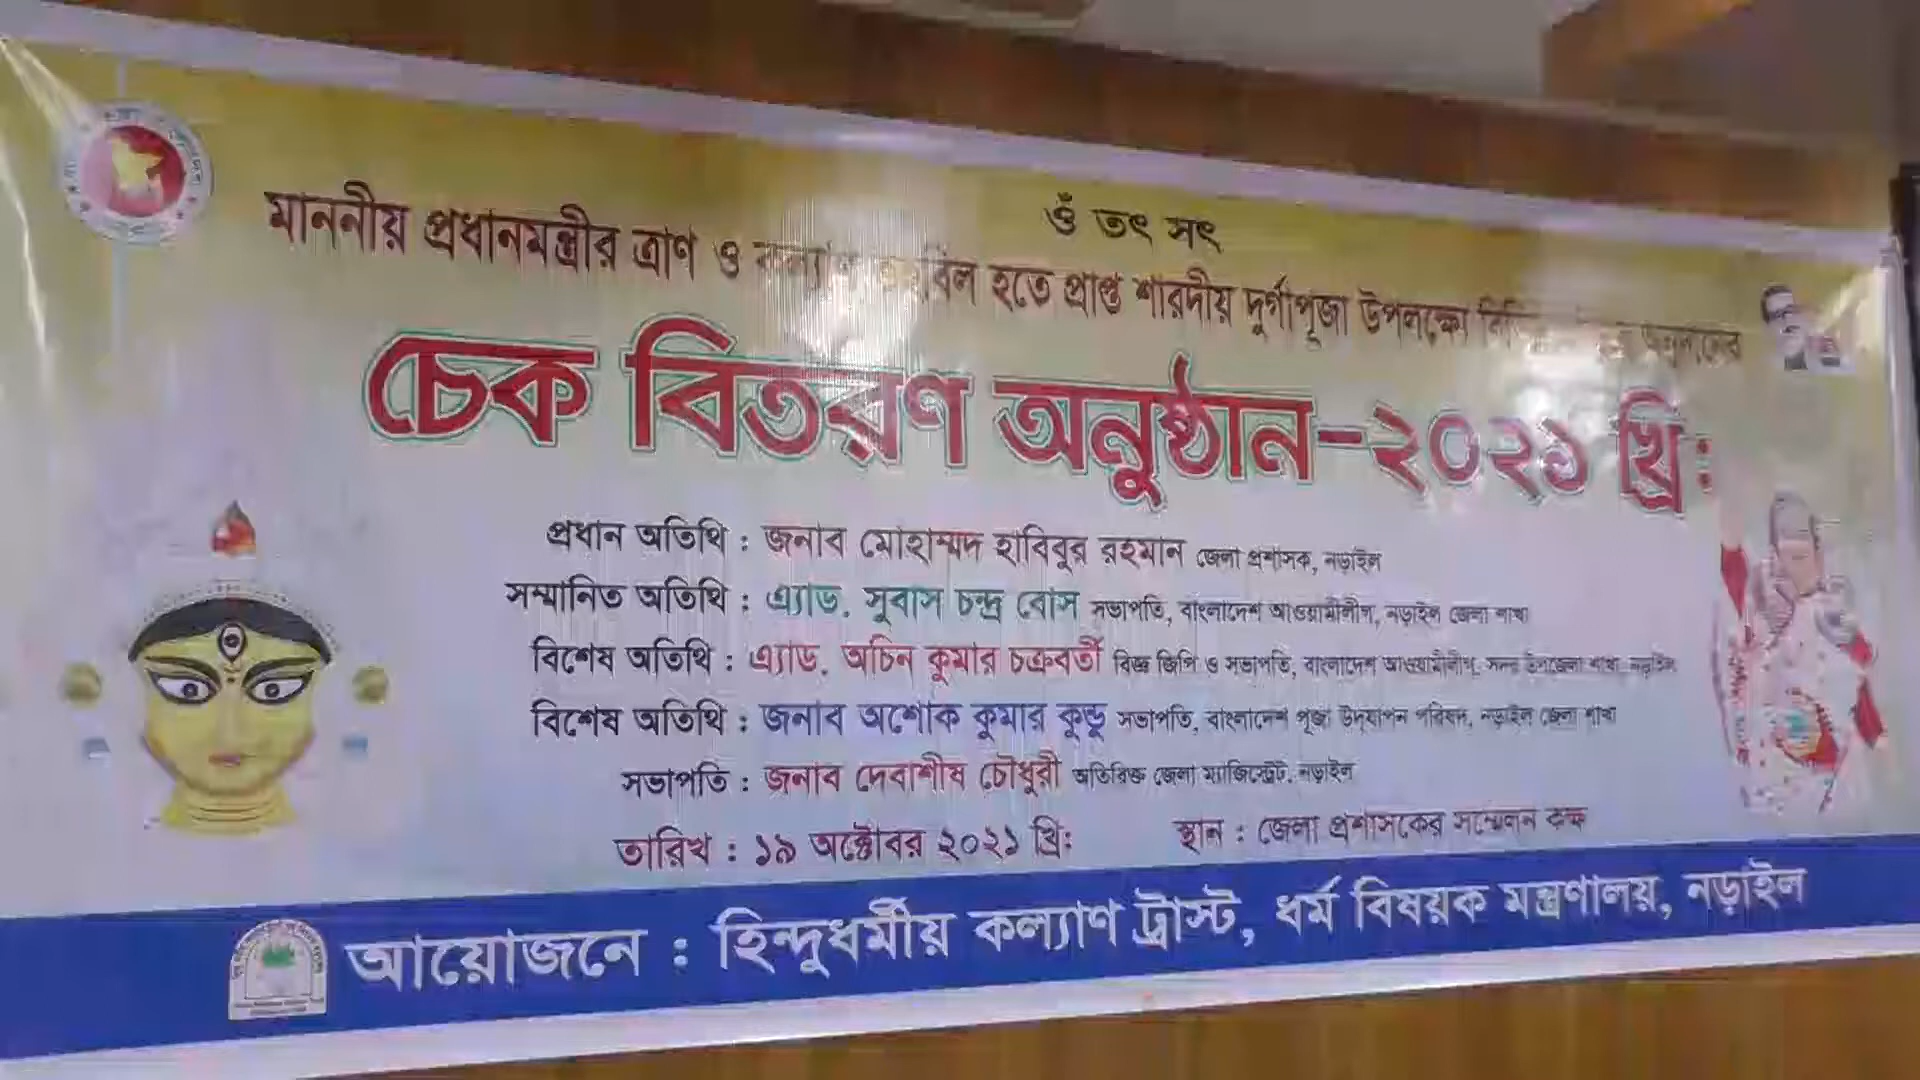 ওঁ তৎ সৎ
মাননীয় প্রধানমন্ত্রীর ত্রাণ ও কল্যাণ তহবিল হতে প্রাপ্ত শারদীয় দুর্গাপূজা উপলক্ষ্যে
চেক বিতরণ অনুষ্ঠান-২০২১ খ্রি:
প্রধান অতিথি : জনাব মোহাম্মদ হাবিবুর রহমান জেলা প্রশাসক, নড়াইল
সম্মানিত অতিথি : এ্যাড. সুবাস চন্দ্র বোস সভাপতি, বাংলাদেশ আওয়ামীলীগ, নড়াইল জেলা শাখা
বিশেষ অতিথি : এ্যাড. অচিন কুমার চক্রবর্তী বিজ্ঞ জিপি ও সভাপতি, বাংলাদেশ আওয়ামীলীগ, সদর উপজেলা শাখা, নড়াইল
বিশেষ অতিথি : জনাব অশোক কুমার কুন্ডু সভাপতি, বাংলাদেশ পূজা উদ্‌যাপন পরিষদ, নড়াইল জেলা শাখা
সভাপতি : জনাব দেবাশীষ চৌধুরী অতিরিক্ত জেলা ম্যাজিস্ট্রেট, নড়াইল
তারিখ : ১৯ অক্টোবর ২০২১ খ্রি: স্থান : জেলা প্রশাসকের সম্মেলন কক্ষ
আয়োজনে : হিন্দুধর্মীয় কল্যাণ ট্রাস্ট, ধর্ম বিষয়ক মন্ত্রণালয়, নড়াইল